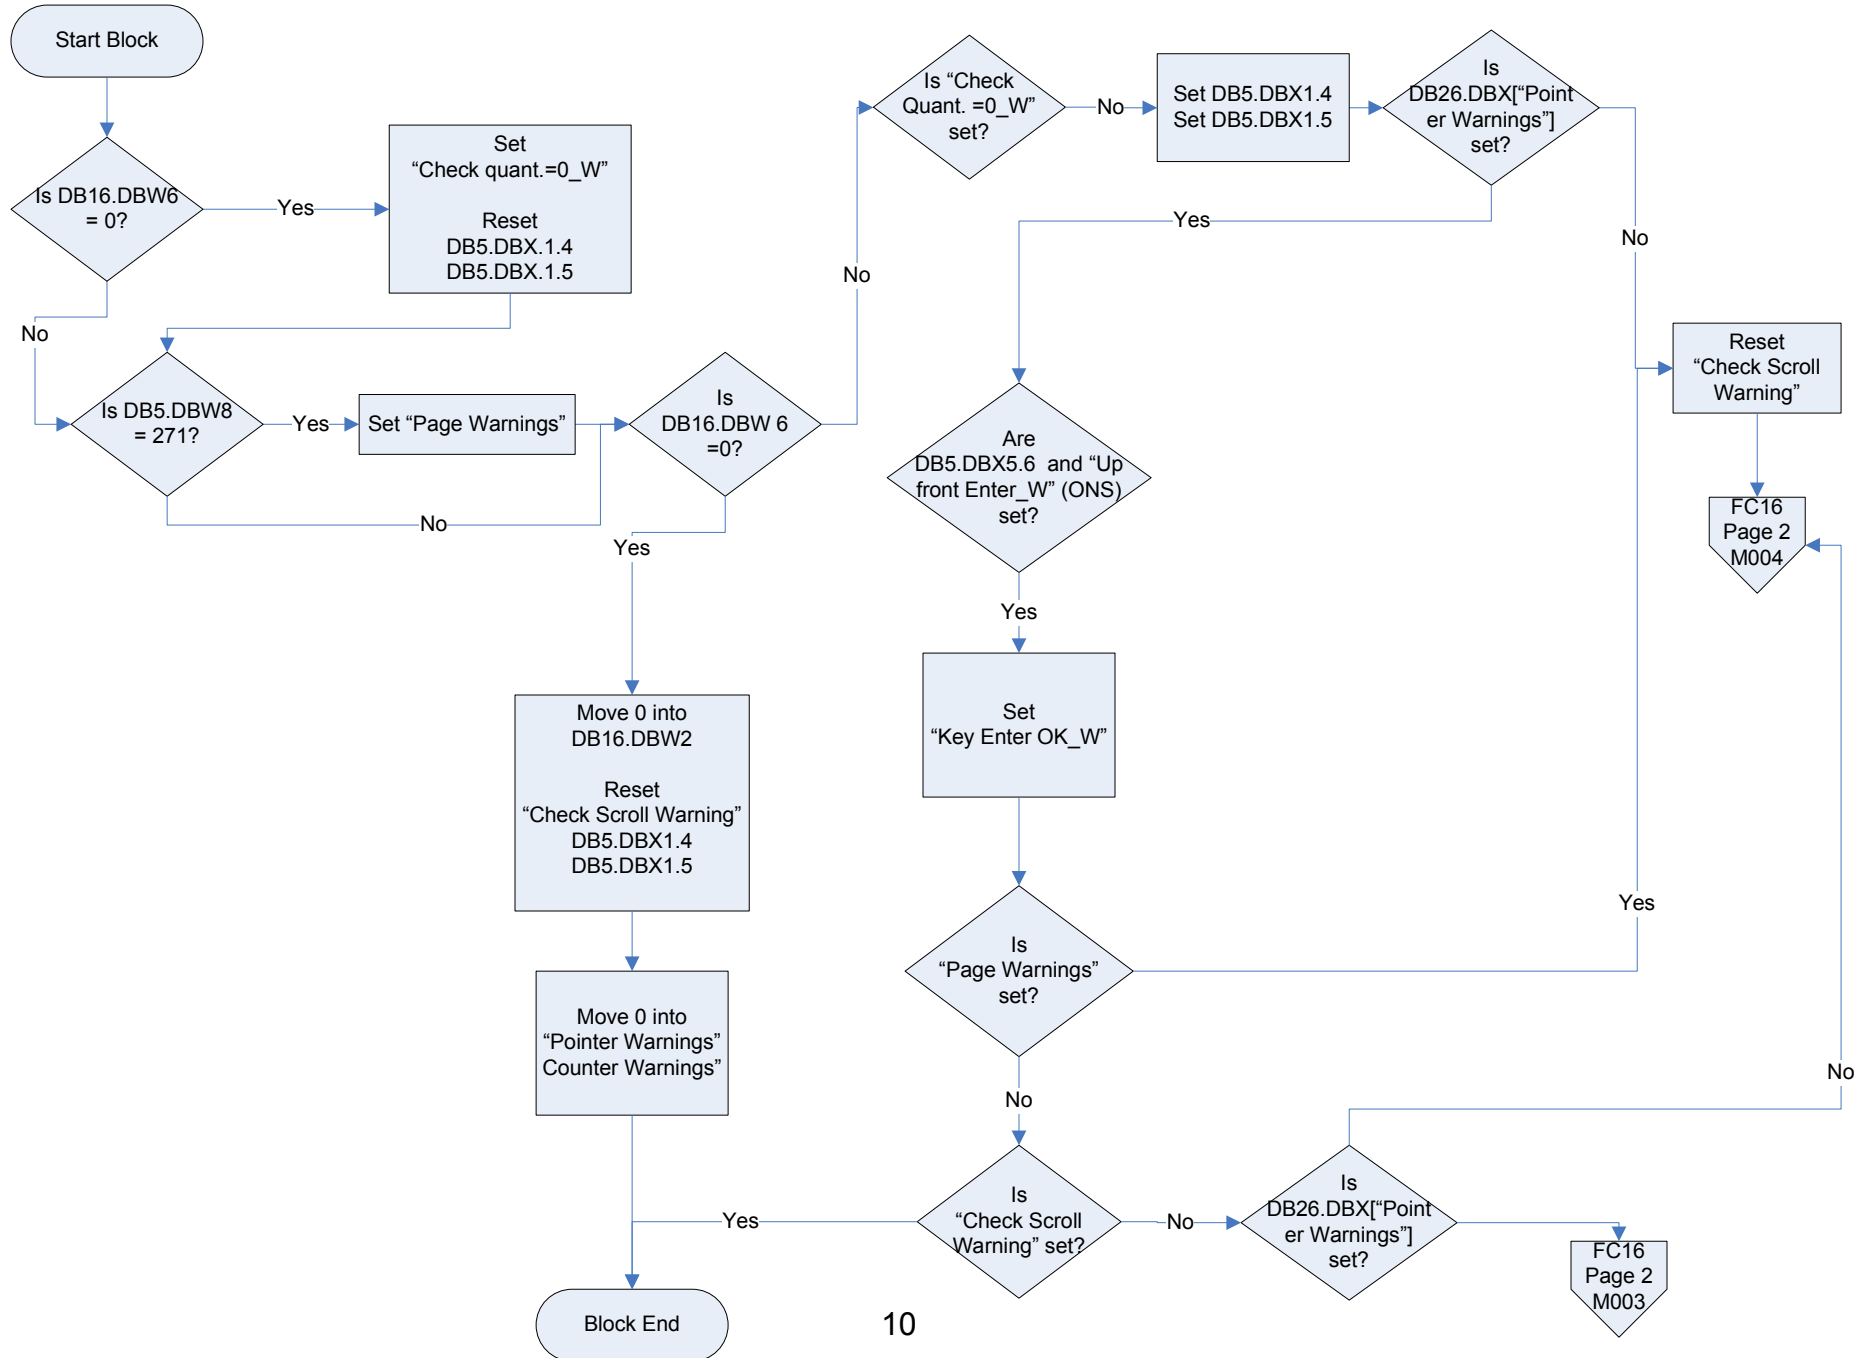 Start Block
Is DB16.DBW6
= 0?
Yes
Set
“Check quant.=0_W”
Reset
DB5.DBX.1.4
DB5.DBX.1.5
No
Is DB5.DBW8
= 271?
Yes
Set “Page Warnings”
No
Is
DB16.DBW 6
=0?
No
Yes
Move 0 into
DB16.DBW2
Reset
“Check Scroll Warning”
DB5.DBX1.4
DB5.DBX1.5
Move 0 into
“Pointer Warnings”
Counter Warnings”
Block End
Is “Check
Quant. =0_W”
set?
No
Set DB5.DBX1.4
Set DB5.DBX1.5
Is
DB26.DBX[“Point
er Warnings”]
set?
Yes
No
Are
DB5.DBX5.6  and “Up
front Enter_W” (ONS)
set?
Yes
Set
“Key Enter OK_W”
Is
“Page Warnings”
set?
Yes
No
Is
“Check Scroll
Warning” set?
Yes
No
Is
DB26.DBX[“Point
er Warnings”]
set?
No
Reset
“Check Scroll
Warning”
FC16
Page 2
M004
FC16
Page 2
M003
10